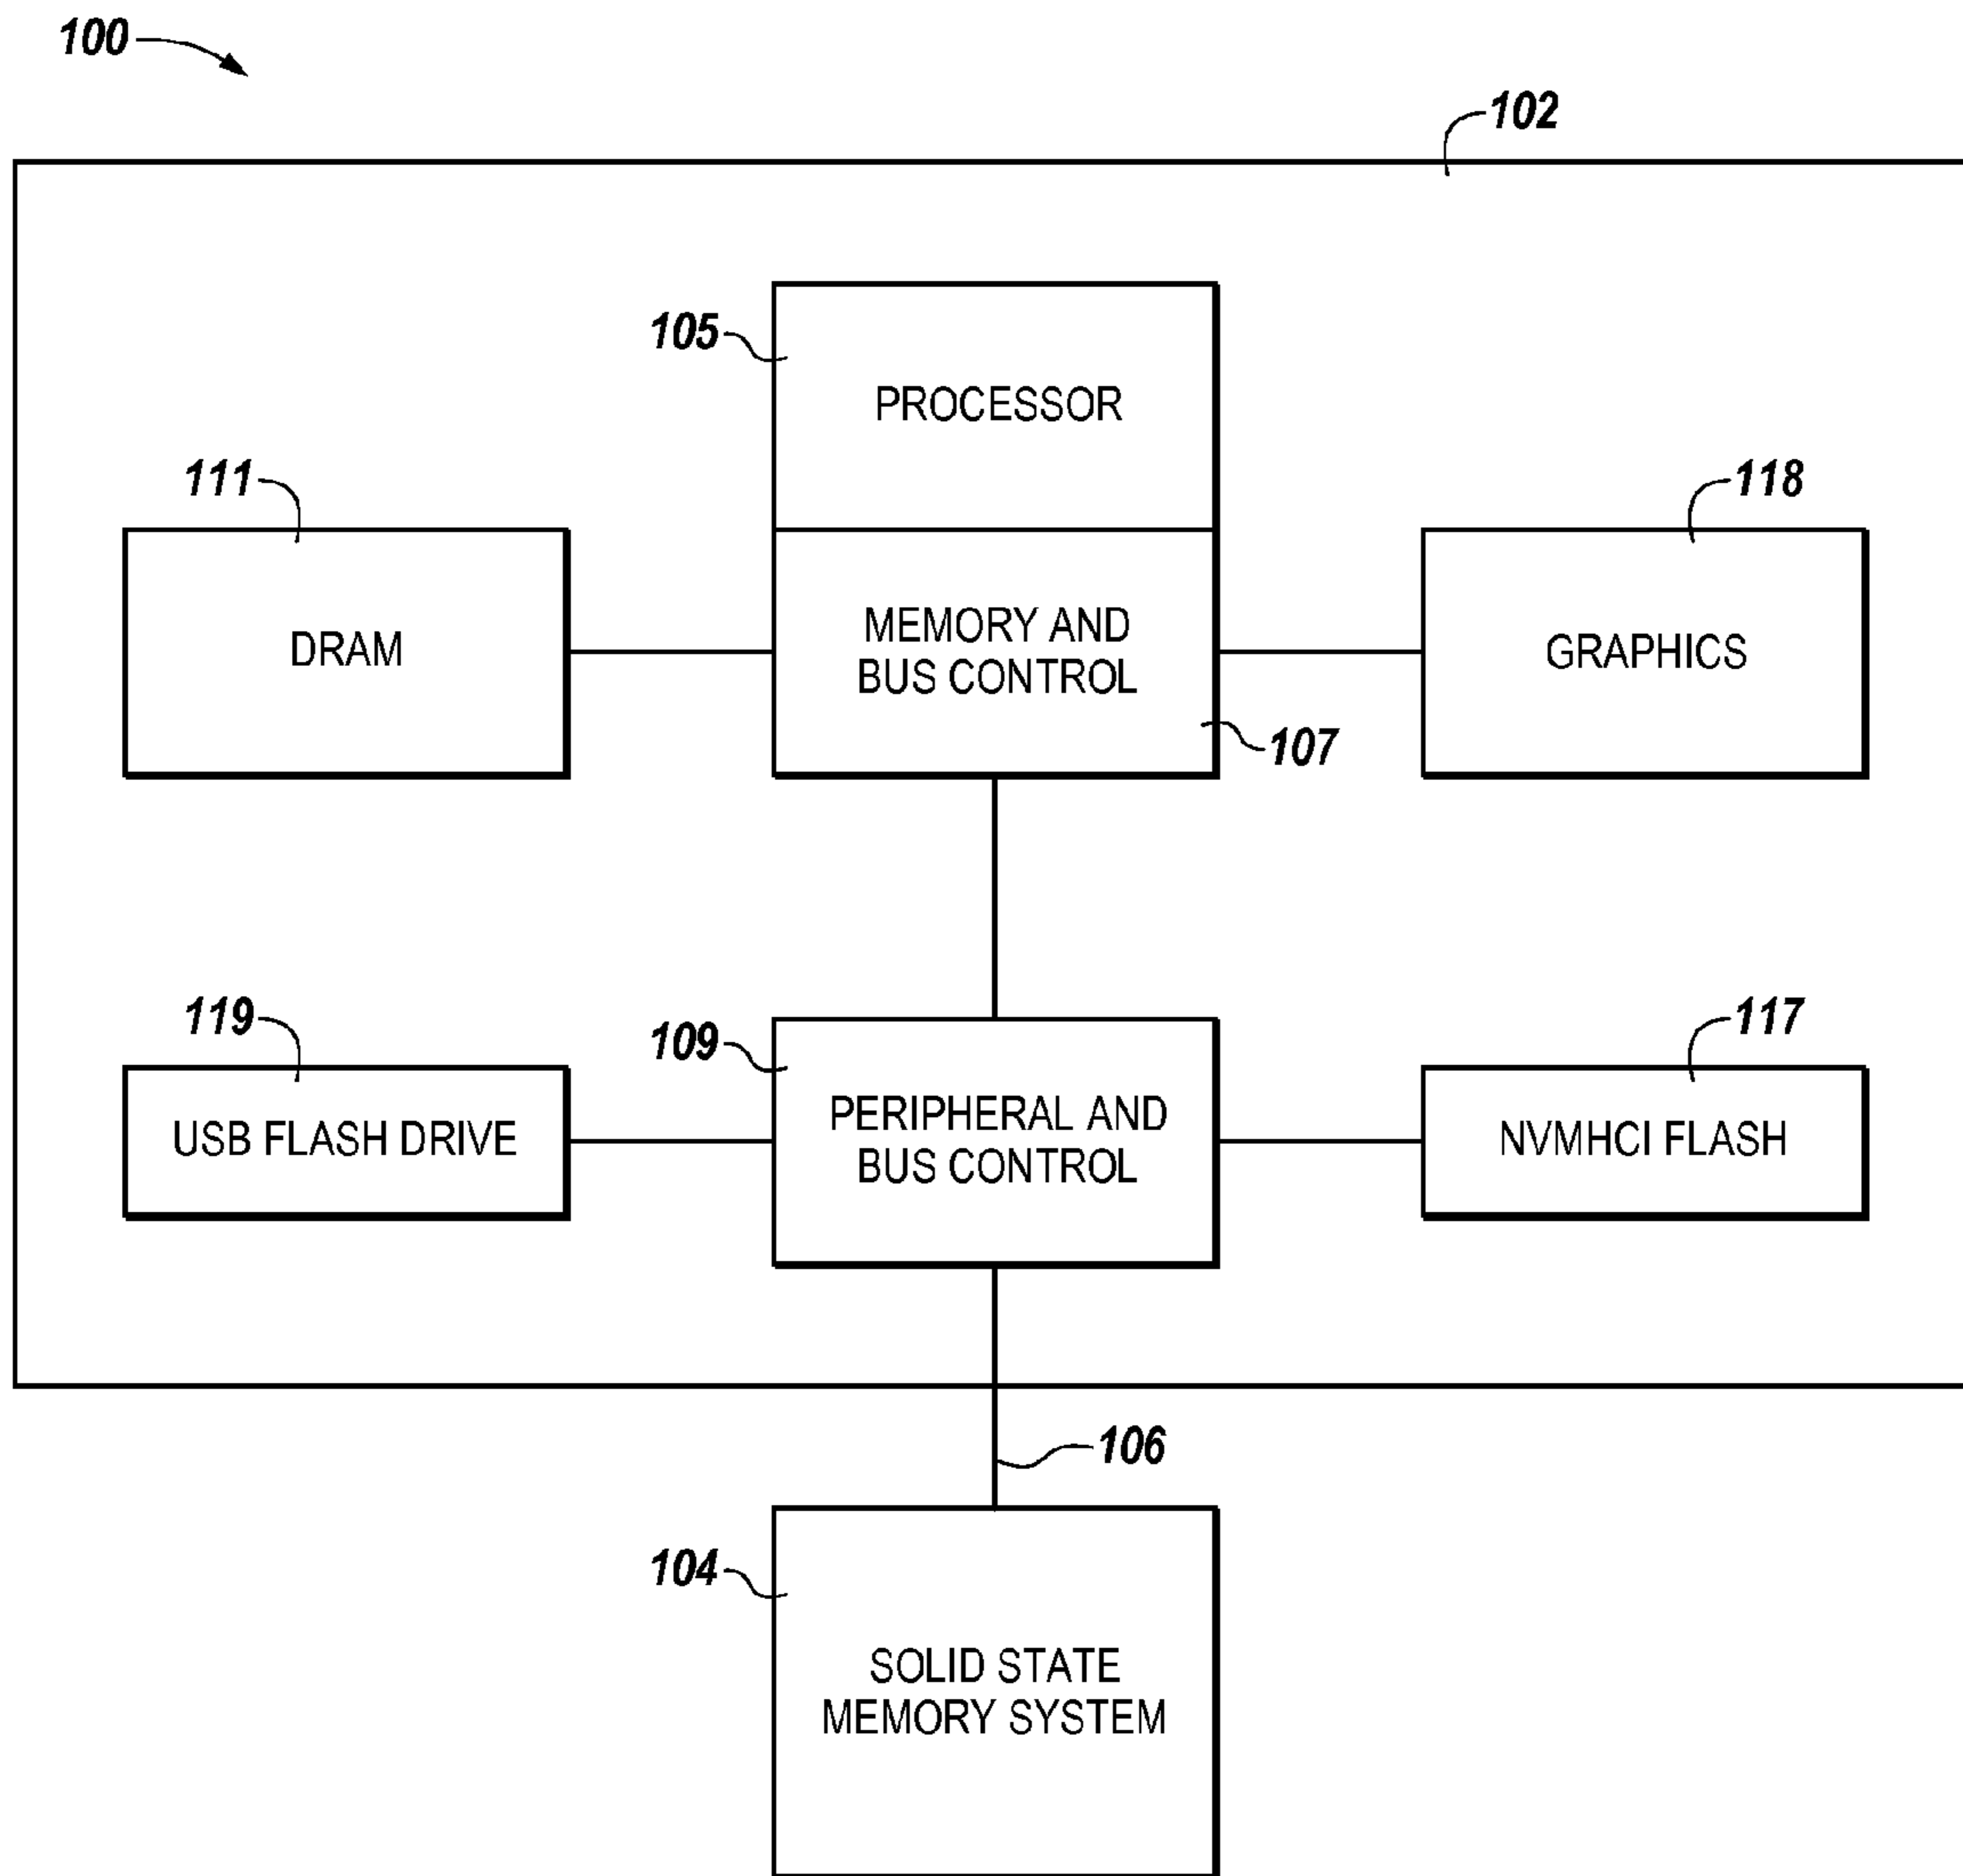 100
102
105
PROCESSOR
111
118
DRAM
MEMORY AND
BUS CONTROL
GRAPHICS
107
119
109
117
USB FLASH DRIVE
PERIPHERAL AND
BUS CONTROL
NVMHCI FLASH
106
104
SOLID STATE
MEMORY SYSTEM